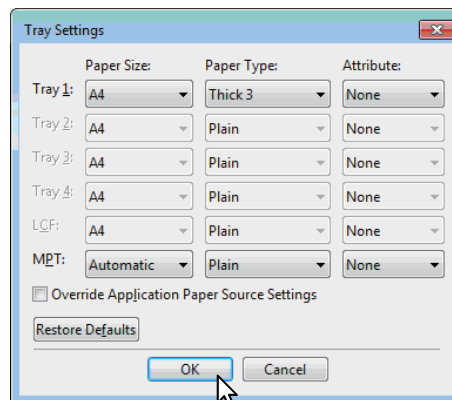 Tray Settings
Paper Size: Paper Type: Attribute:
Tray 1: A4 Thick 3 None
Tray 2: A4 Plain None
Tray 3: A4 Plain None
Tray 4: A4 Plain None
LCF: A4 Plain None
MPT: Automatic Plain None
Override Application Paper Source Settings
Restore Defaults
OK Cancel